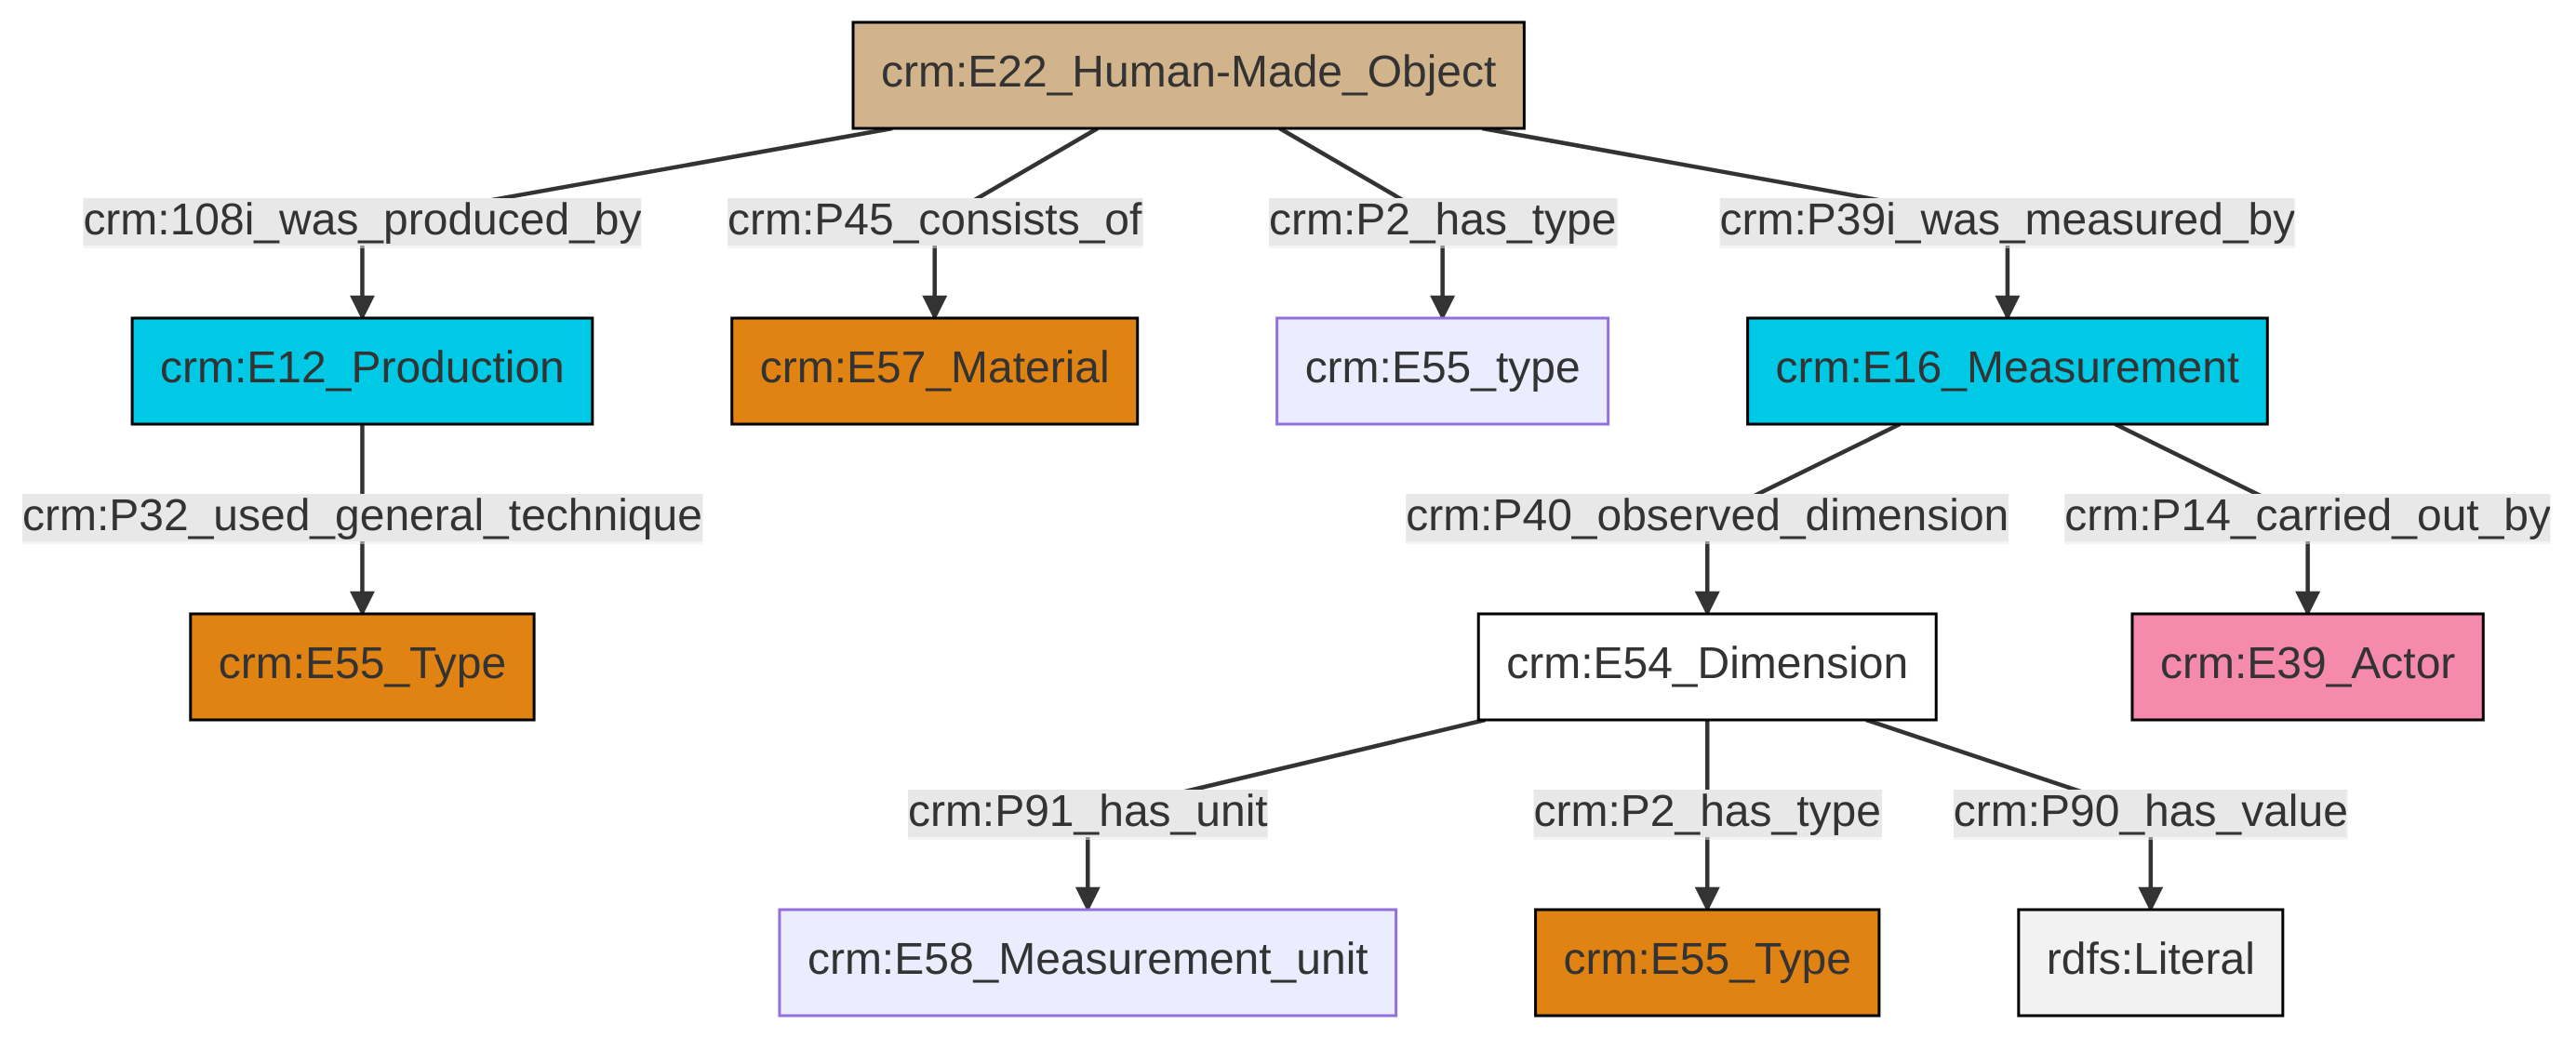 crm:E22_Human-Made_Object
crm:108i_was_produced_by
crm:P45_consists_of
crm:P2_has_type
crm:P39i_was_measured_by
crm:E12_Production
crm:E57_Material
crm:E55_type
crm:E16_Measurement
crm:P32_used_general_technique
crm:P40_observed_dimension
crm:P14_carried_out_by
crm:E55_Type
crm:E54_Dimension
crm:E39_Actor
crm:P91_has_unit
crm:P2_has_type
crm:P90_has_value
crm:E58_Measurement_unit
crm:E55_Type
rdfs:Literal